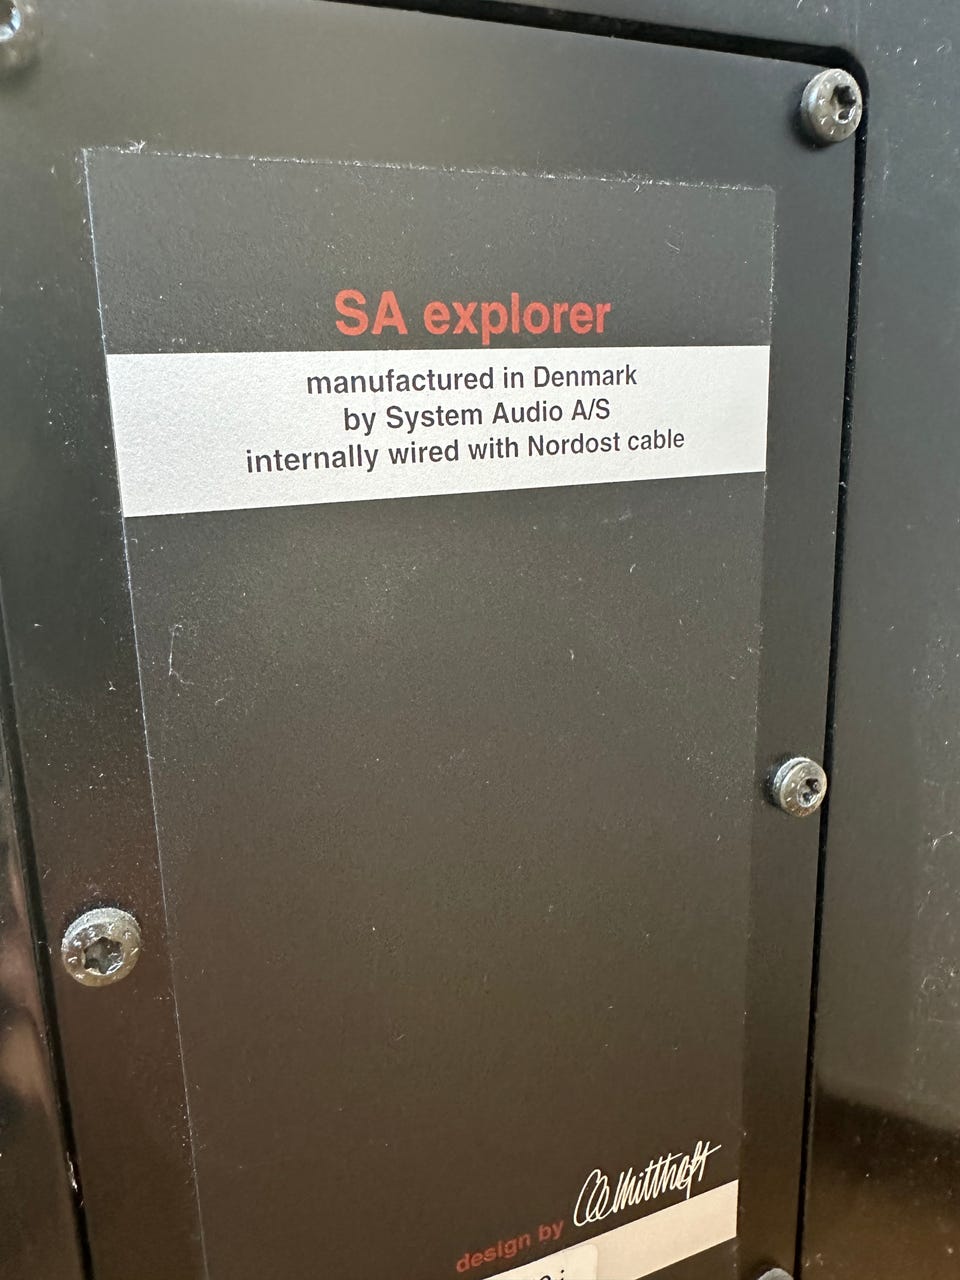 SA explorer
manufactured in Denmark
by System Audio A/S
internally wired with Nordost cable
design by